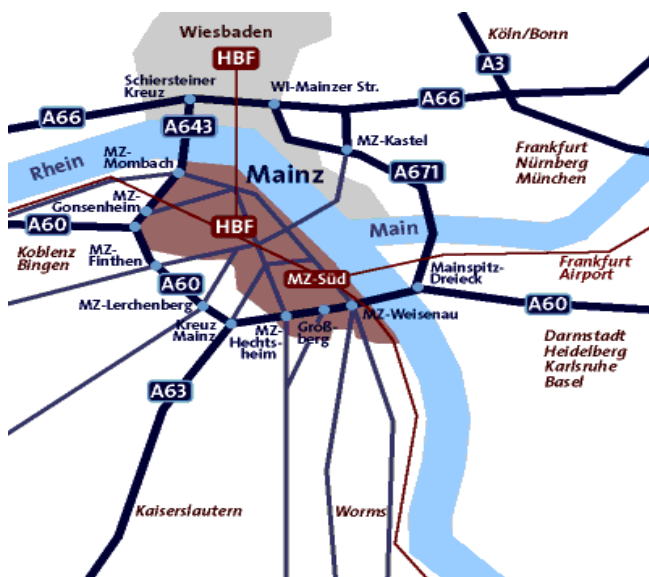 Wiesbaden
Köln/Bonn
HBF
A3
Schiersteiner
Kreuz
WI-Mainzer Str.
A66
A66
A643
MZ-Kastel
MZ-
Mombach
Rhein
Mainz
A671
Frankfurt
Nürnberg
München
MZ-
Gonsenheim
A60
HBF
Main
Koblenz
Bingen
MZ-
Finthen
A60
MZ-Süd
Mainspitz-
Dreieck
Frankfurt
Airport
MZ-Lerchenberg
Kreuz
Mainz
MZ-
Hechts-
heim
Groß-
berg
MZ-Weisenau
A60
Darmstadt
Heidelberg
Karlsruhe
Basel
A63
Kaiserslautern
Worms